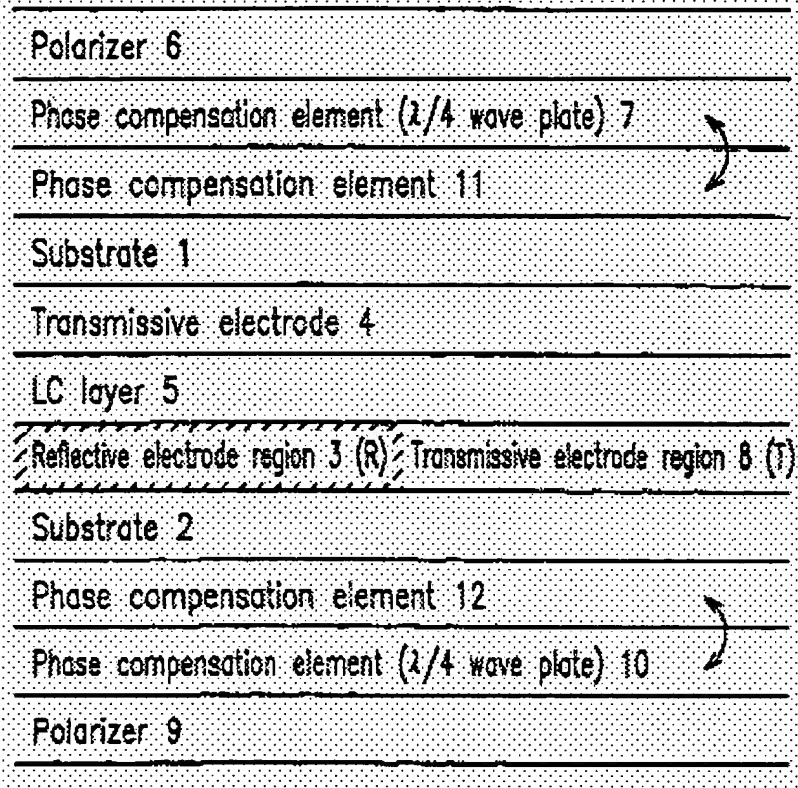 Polarizer 6
Phase compensation element (λ/4 wave plate) 7
Phase compensation element 11
Substrate 1
Transmissive electrode 4
LC layer 5
Reflective electrode region 3 (R) Transmissive electrode region 8 (T)
Substrate 2
Phase compensation element 12
Phase compensation element (λ/4 wave plate) 10
Polarizer 9